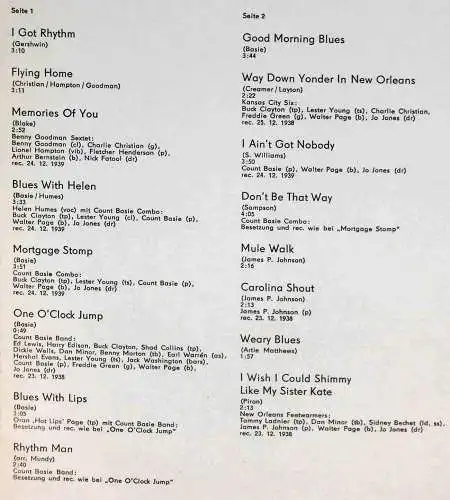 Seite 1
I Got Rhythm
(Gershwin)
3:10
Flying Home
(Christian / Hampton / Goodman)
3:11
Memories Of You
(Blake)
2:52
Benny Goodman Sextet:
Benny Goodman (cl), Charlie Christian (g),
Lionel Hampton (vib), Fletcher Henderson (p),
Arthur Bernstein (b), Nick Fatool (dr)
rec. 24. 12. 1939
Blues With Helen
(Basie / Humes)
3:33
Helen Humes (voc) mit Count Basie Combo:
Buck Clayton (tp), Lester Young (cl), Count Basie (p),
Walter Page (b), Jo Jones (dr)
rec. 24. 12. 1939
Mortgage Stomp
(Basie)
3:51
Count Basie Combo:
Buck Clayton (tp), Lester Young (ts), Count Basie (p),
Walter Page (b), Jo Jones (dr)
rec. 24. 12. 1939
One O'Clock Jump
(Basie)
0:49
Count Basie Band:
Ed Lewis, Harry Edison, Buck Clayton, Shad Collins (tp),
Dickie Wells, Dan Minor, Benny Morton (tb), Earl Warren (as),
Hershal Evans, Lester Young (ts), Jack Washington (bars),
Count Basie (p), Freddie Green (g), Walter Page (b),
Jo Jones (dr)
rec. 23. 12. 1938
Blues With Lips
(Basie)
3:05
Oran ‚Hot Lips' Page (tp) mit Count Basie Band:
Besetzung und rec. wie bei „One O'Clock Jump"
Rhythm Man
(arr. Mundy)
2:40
Count Basie Band:
Besetzung und rec. wie bei „One O'Clock Jump"
Seite 2
Good Morning Blues
(Basie)
3:44
Way Down Yonder In New Orleans
(Creamer / Layton)
2:22
Kansas City Six:
Buck Clayton (tp), Lester Young (ts), Charlie Christian,
Freddie Green (g), Walter Page (b), Jo Jones (dr)
rec. 25. 12. 1938
I Ain't Got Nobody
(S. Williams)
3:50
Count Basie (p), Walter Page (b), Jo Jones (dr)
rec. 24. 12. 1939
Don't Be That Way
(Sampson)
4:05
Count Basie Combo:
Besetzung und rec. wie bei „Mortgage Stomp"
Mule Walk
(James P. Johnson)
2:16
Carolina Shout
(James P. Johnson)
2:13
James P. Johnson (p)
rec. 23. 12. 1938
Weary Blues
(Artie Matthews)
1:57
I Wish I Could Shimmy
Like My Sister Kate
(Piron)
2:13
New Orleans Feetwarmers:
Tommy Ladnier (tp), Dan Minor (tb), Sidney Bechet (ld, ss),
James P. Johnson (p), Walter Page (b), Jo Jones (dr)
rec. 23. 12. 1938